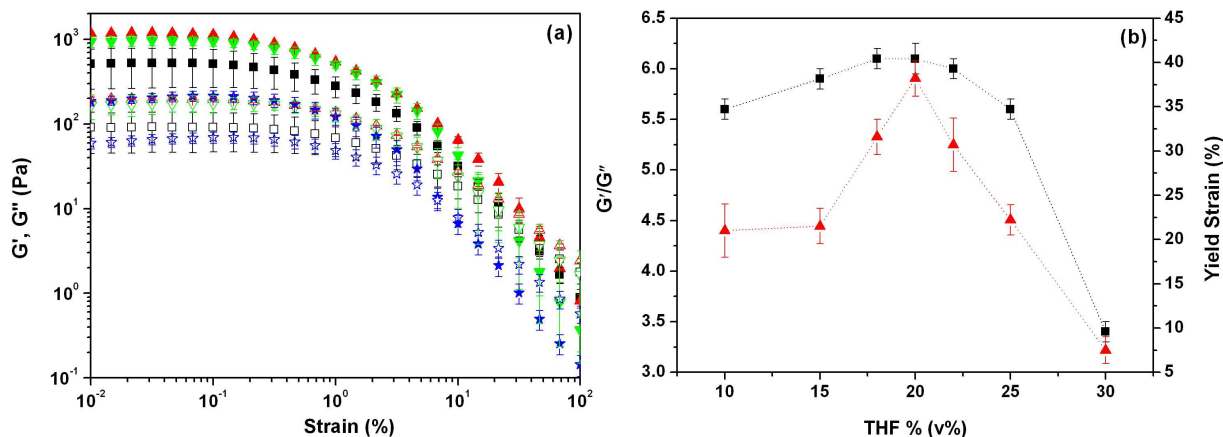 (a)
G', G'' (Pa)
10³
10²
10¹
10⁰
10⁻¹
10⁻² 10⁻¹ 10⁰ 10¹ 10²
Strain (%)
(b)
G'/G''
6.5
6.0
5.5
5.0
4.5
4.0
3.5
3.0
10 15 20 25 30
THF % (v%)
45
40
35
30
25
20
15
10
5
Yield Strain (%)